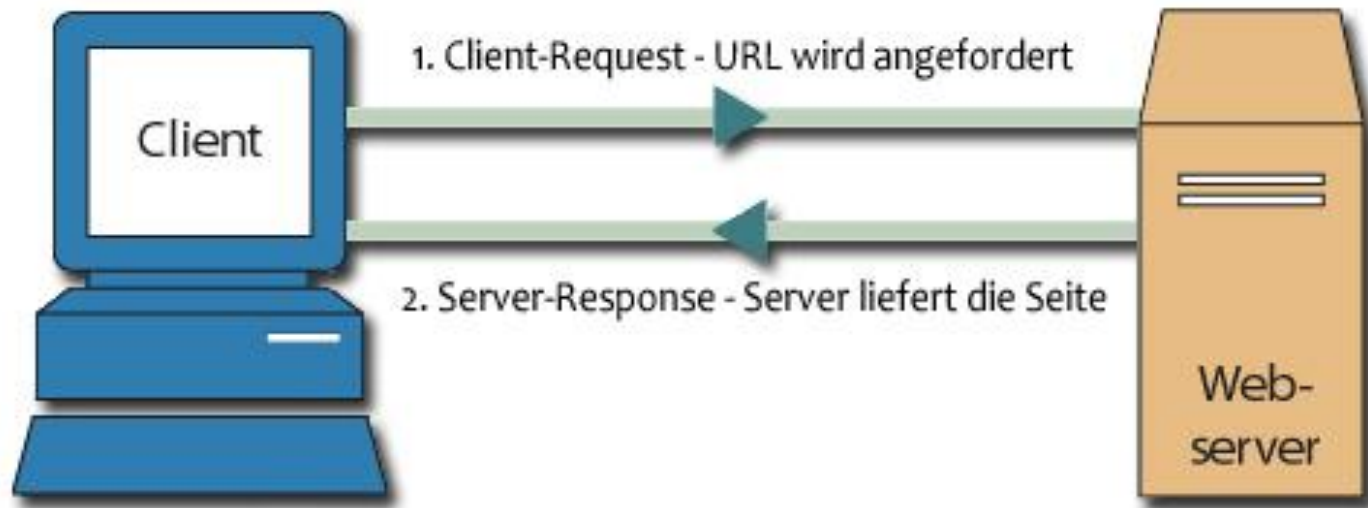 1. Client-Request - URL wird angefordert
Client
2. Server-Response - Server liefert die Seite
Web-
server